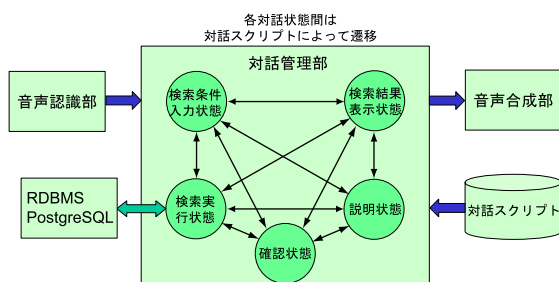 各対話状態間は
対話スクリプトによって遷移
対話管理部
音声認識部
検索条件
入力状態
検索結果
表示状態
音声合成部
RDBMS
PostgreSQL
検索実
行状態
説明状態
対話スクリプト
確認状態